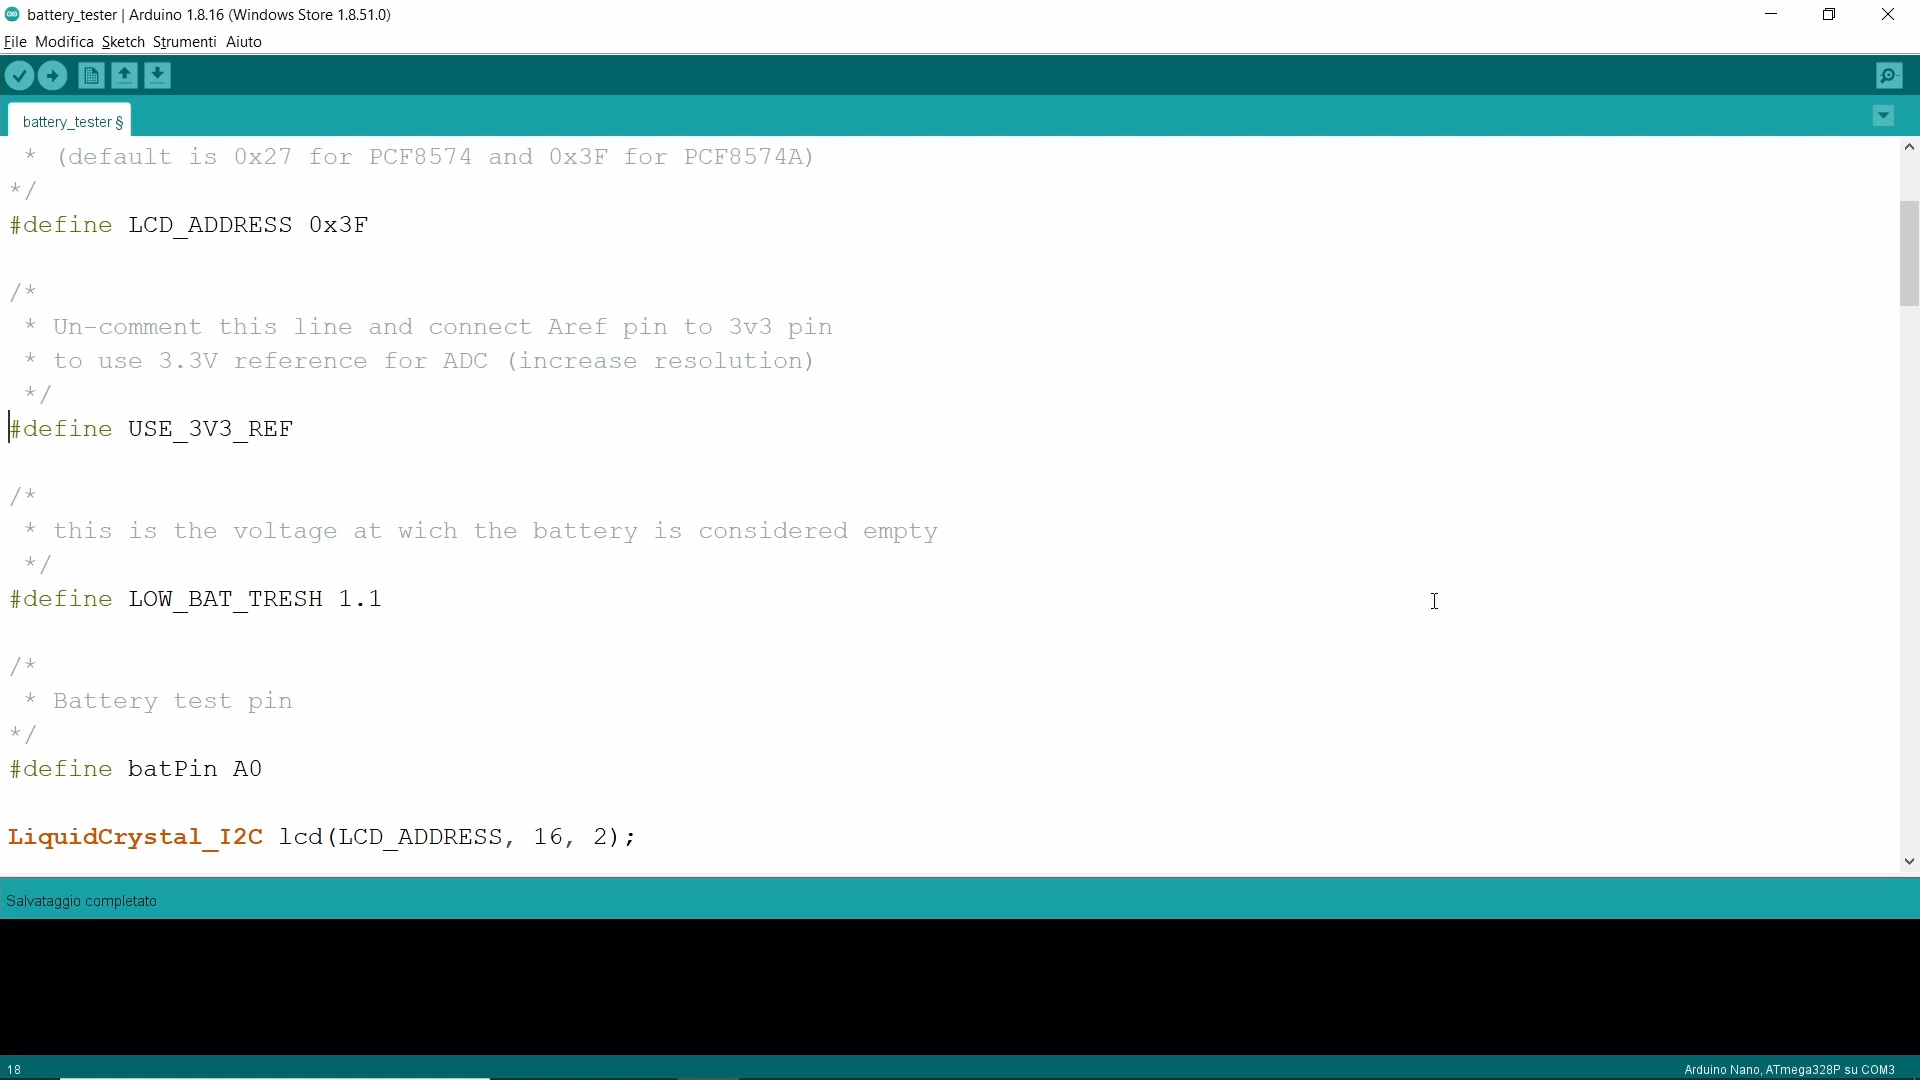 battery_tester | Arduino 1.8.16 (Windows Store 1.8.51.0)
File Modifica Sketch Strumenti Aiuto
battery_tester §
* (default is 0x27 for PCF8574 and 0x3F for PCF8574A)
*/
#define LCD_ADDRESS 0x3F
/*
* Un-comment this line and connect Aref pin to 3v3 pin
* to use 3.3V reference for ADC (increase resolution)
*/
#define USE_3V3_REF
/*
* this is the voltage at wich the battery is considered empty
*/
#define LOW_BAT_TRESH 1.1
/*
* Battery test pin
*/
#define batPin A0
LiquidCrystal_I2C lcd(LCD_ADDRESS, 16, 2);
Salvataggio completato
18
Arduino Nano, ATmega328P su COM3